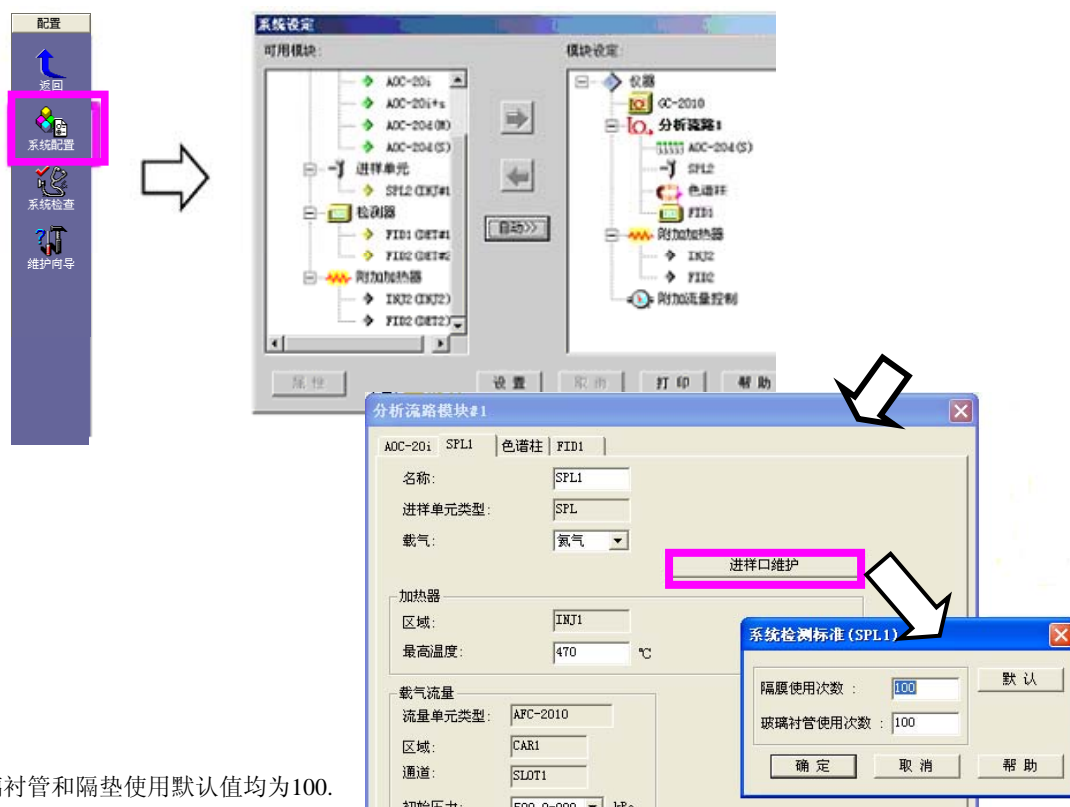 配置
返回
系统配置
系统检查
维护向导
系统设定
可用模块:
AOC-20i
AOC-20i+s
AOC-20d(M)
AOC-20d(S)
进样单元
SPL2(INJ#1
检测器
FID1(DET#1
FID2(DET#2
附加加热器
INJ2(INJ2)
FID2(DET2)
自动>>
模块设定:
仪器
GC-2010
分析流路1
AOC-20d(S)
SPL2
色谱柱
FID1
附加加热器
INJ2
FID2
附加流量控制
属性 设置 取消 打印 帮助
分析流路模块#1
AOC-20i SPL1 色谱柱 FID1
名称: SPL1
进样单元类型: SPL
载气: 氦气
进样口维护
加热器
区域: INJ1
最高温度: 470 ℃
载气流量
流量单元类型: AFC-2010
区域: CAR1
通道: SLOT1
系统检测标准(SPL1)
隔膜使用次数 : 100 默认
玻璃衬管使用次数 : 100
确定 取消 帮助
衬管和隔垫使用默认值均为100.